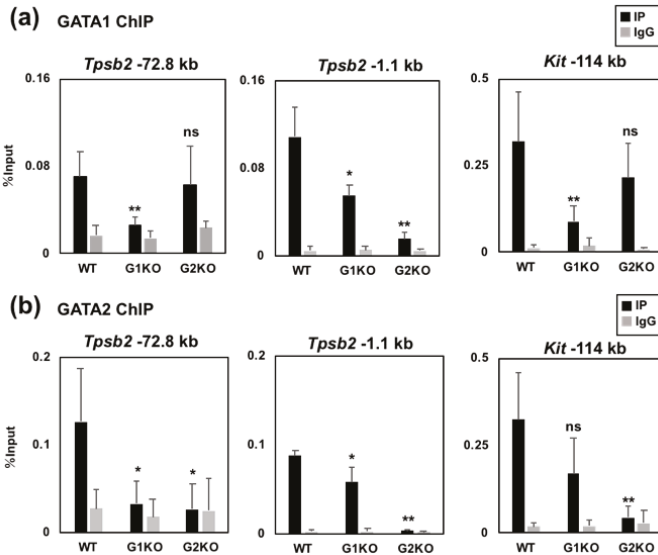 (a) GATA1 ChIP
IP
IgG
Tpsb2 -72.8 kb
Tpsb2 -1.1 kb
Kit -114 kb
%Input
0.16
0.08
0
ns
**
WT G1KO G2KO
0.16
0.08
0
*
**
WT G1KO G2KO
0.5
0.25
0
ns
**
WT G1KO G2KO
(b) GATA2 ChIP
IP
IgG
Tpsb2 -72.8 kb
Tpsb2 -1.1 kb
Kit -114 kb
%Input
0.2
0.1
0
*
*
WT G1KO G2KO
0.2
0.1
0
*
**
WT G1KO G2KO
0.5
0.25
0
ns
**
WT G1KO G2KO